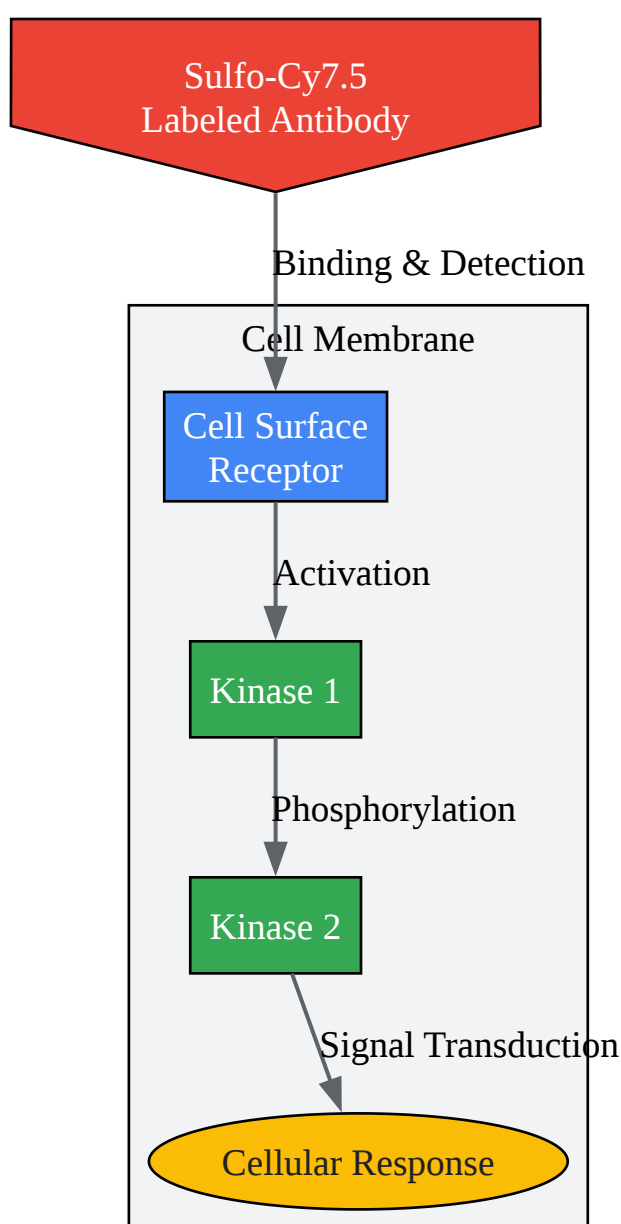 Sulfo-Cy7.5
Labeled Antibody
Binding & Detection
Cell Membrane
Cell Surface
Receptor
Activation
Kinase 1
Phosphorylation
Kinase 2
Signal Transduction
Cellular Response